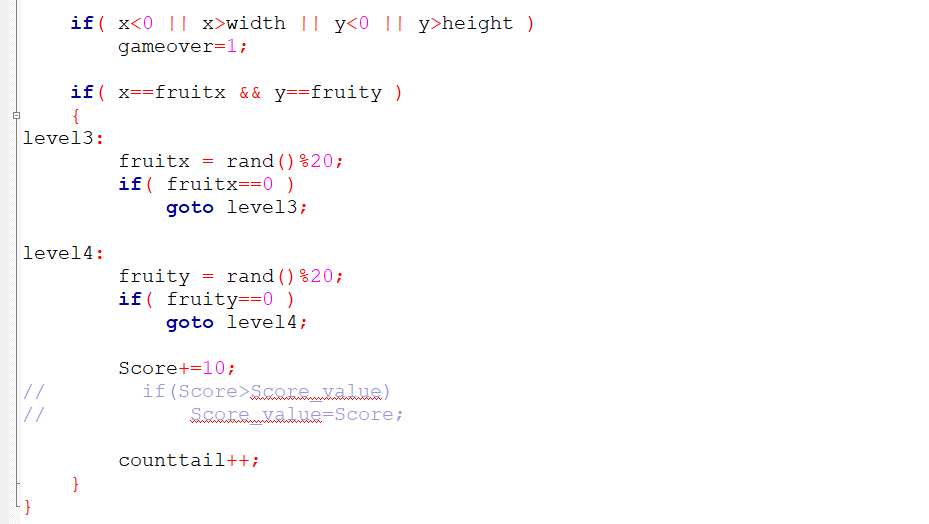 if( x<0 || x>width || y<0 || y>height )
gameover=1;
if( x==fruitx && y==fruity )
{
level3:
fruitx = rand()%20;
if( fruitx==0 )
goto level3;
level4:
fruity = rand()%20;
if( fruity==0 )
goto level4;
Score+=10;
// if(Score>Score_value)
// Score_value=Score;
counttail++;
}
}